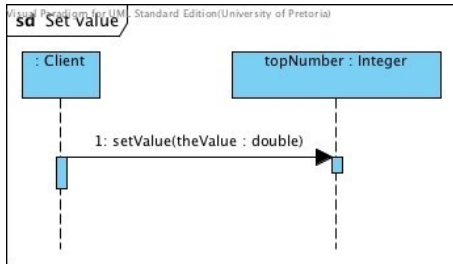 Visual Paradigm for UML Standard Edition(University of Pretoria)
sd Set value
: Client
topNumber : Integer
1: setValue(theValue : double)